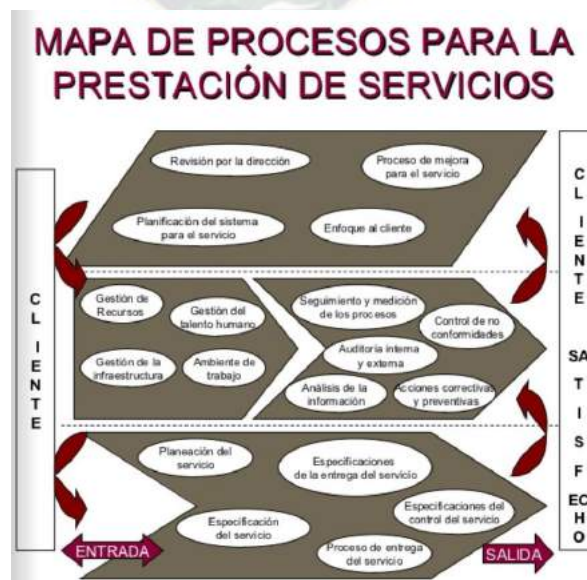 MAPA DE PROCESOS PARA LA
PRESTACIÓN DE SERVICIOS
CLIENTE
Revisión por la dirección
Proceso de mejora
para el servicio
Planificación del sistema
para el servicio
Enfoque al cliente
Gestión de
Recursos
Gestión del
talento humano
Gestión de la
infraestructura
Ambiente de
trabajo
Seguimiento y medición
de los procesos
Control de no
conformidades
Auditoria interna
y externa
Análisis de la
información
Acciones correctivas
y preventivas
Planeación del
servicio
Especificaciones
de la entrega del servicio
Especificación
del servicio
Especificaciones del
control del servicio
Proceso de entrega
del servicio
ENTRADA
SALIDA
CLIENTE SATISFECHO